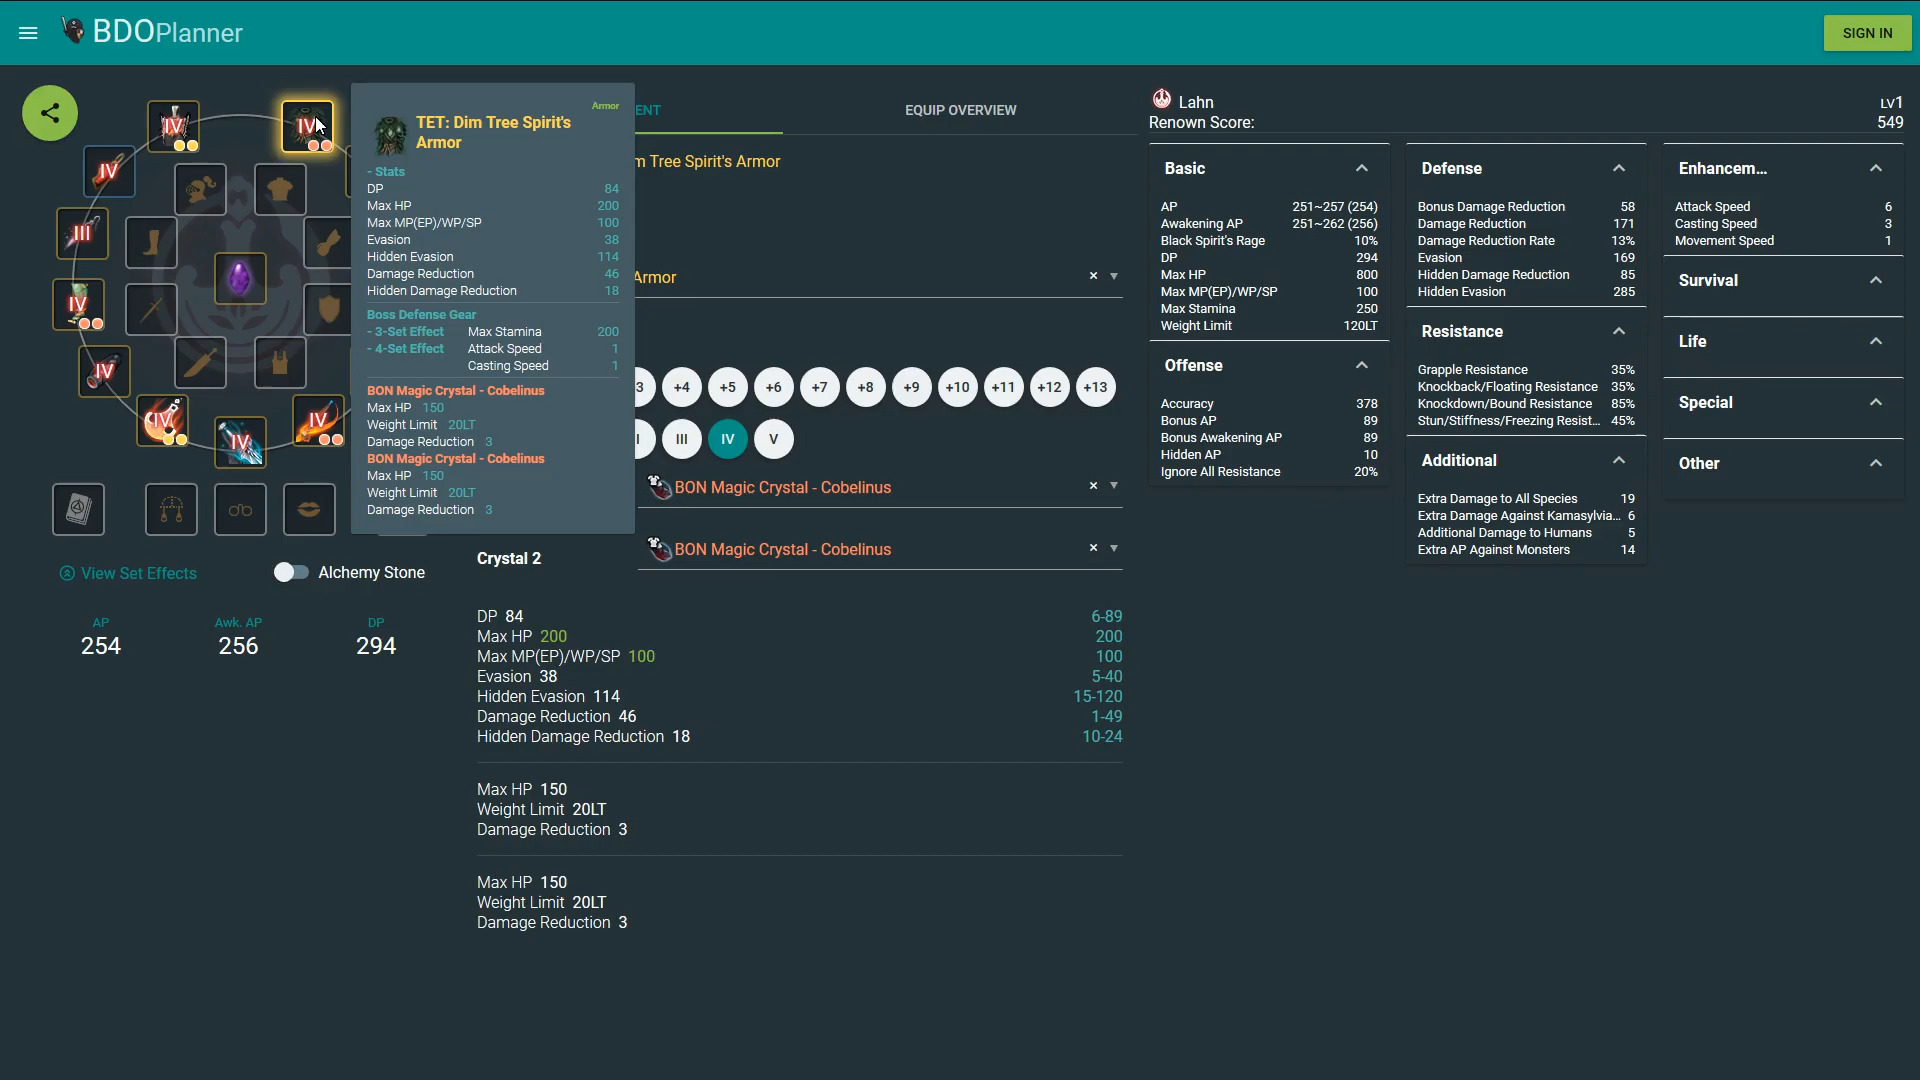 BDOPlanner
SIGN IN
IV
IV
IV
III
IV
IV
IV
IV
IV
Armor
TET: Dim Tree Spirit's
Armor
- Stats
DP 84
Max HP 200
Max MP(EP)/WP/SP 100
Evasion 38
Hidden Evasion 114
Damage Reduction 46
Hidden Damage Reduction 18
Boss Defense Gear
- 3-Set Effect Max Stamina 200
- 4-Set Effect Attack Speed 1
Casting Speed 1
BON Magic Crystal - Cobelinus
Max HP 150
Weight Limit 20LT
Damage Reduction 3
BON Magic Crystal - Cobelinus
Max HP 150
Weight Limit 20LT
Damage Reduction 3
View Set Effects
Alchemy Stone
AP Awk. AP DP
254 256 294
ENT
EQUIP OVERVIEW
m Tree Spirit's Armor
Armor ×
3 +4 +5 +6 +7 +8 +9 +10 +11 +12 +13
I III IV V
BON Magic Crystal - Cobelinus ×
Crystal 2 BON Magic Crystal - Cobelinus ×
DP 84 6-89
Max HP 200 200
Max MP(EP)/WP/SP 100 100
Evasion 38 5-40
Hidden Evasion 114 15-120
Damage Reduction 46 1-49
Hidden Damage Reduction 18 10-24
Max HP 150
Weight Limit 20LT
Damage Reduction 3
Max HP 150
Weight Limit 20LT
Damage Reduction 3
Lahn LV1
Renown Score: 549
Basic
AP 251~257 (254)
Awakening AP 251~262 (256)
Black Spirit's Rage 10%
DP 294
Max HP 800
Max MP(EP)/WP/SP 100
Max Stamina 250
Weight Limit 120LT
Offense
Accuracy 378
Bonus AP 89
Bonus Awakening AP 89
Hidden AP 10
Ignore All Resistance 20%
Defense
Bonus Damage Reduction 58
Damage Reduction 171
Damage Reduction Rate 13%
Evasion 169
Hidden Damage Reduction 85
Hidden Evasion 285
Resistance
Grapple Resistance 35%
Knockback/Floating Resistance 35%
Knockdown/Bound Resistance 85%
Stun/Stiffness/Freezing Resist... 45%
Additional
Extra Damage to All Species 19
Extra Damage Against Kamasylvia... 6
Additional Damage to Humans 5
Extra AP Against Monsters 14
Enhancem...
Attack Speed 6
Casting Speed 3
Movement Speed 1
Survival
Life
Special
Other